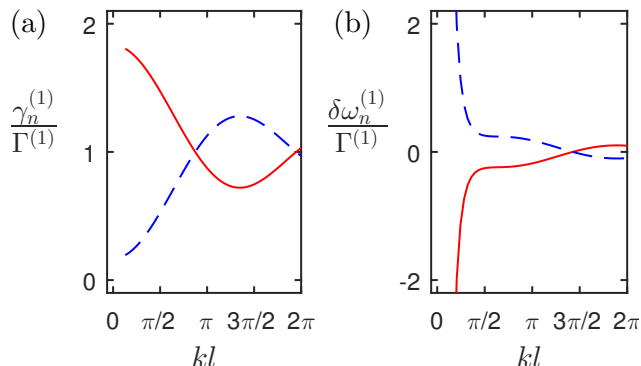 (a)
2
1
0
γ_n^{(1)} / Γ^{(1)}
0 π/2 π 3π/2 2π
kl
(b)
2
0
-2
δω_n^{(1)} / Γ^{(1)}
0 π/2 π 3π/2 2π
kl